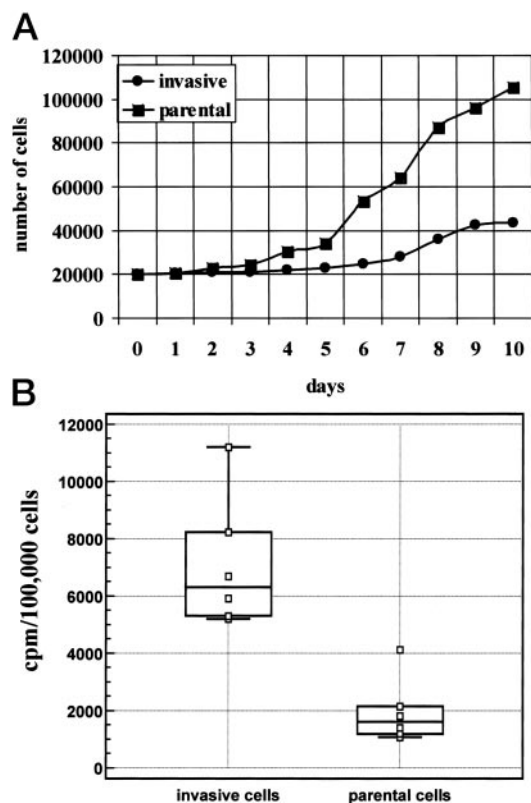 A
120000
100000
80000
60000
40000
20000
0
number of cells
invasive
parental
0 1 2 3 4 5 6 7 8 9 10
days
B
12000
10000
8000
6000
4000
2000
0
cpm/100,000 cells
invasive cells parental cells